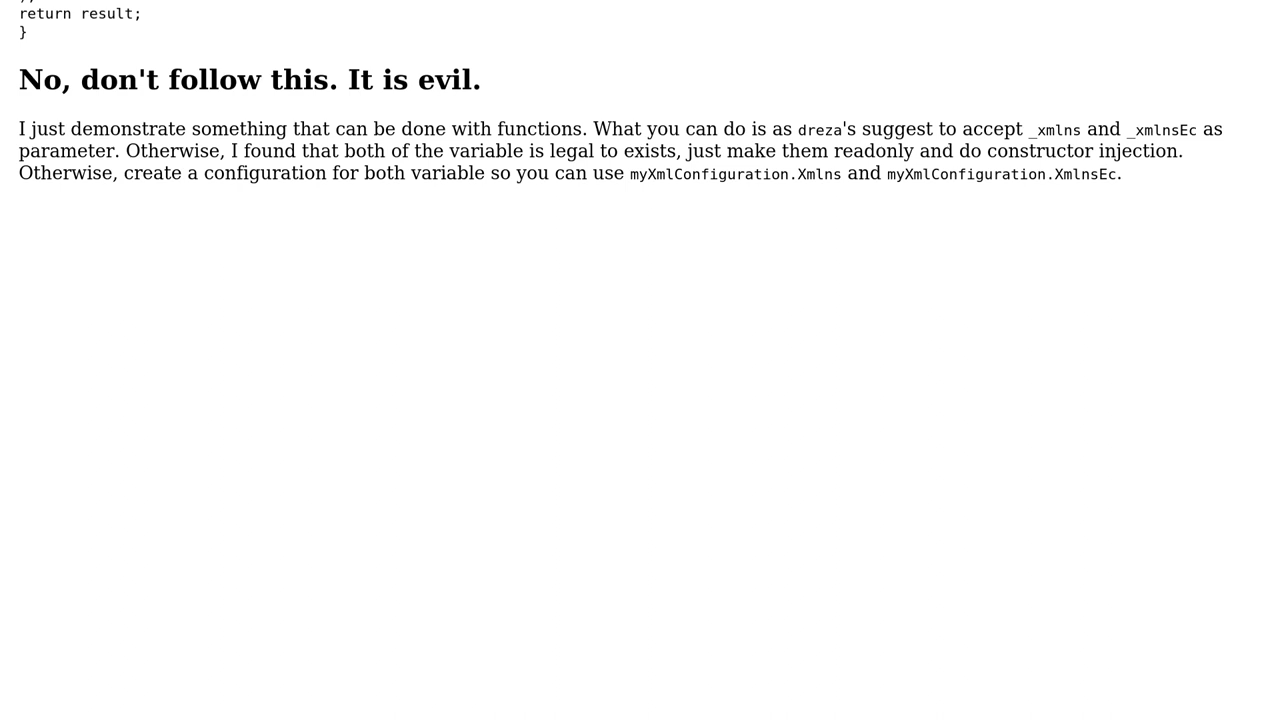 return result;
}
No, don't follow this. It is evil.
I just demonstrate something that can be done with functions. What you can do is as dreza's suggest to accept _xmlns and _xmlnsEc as
parameter. Otherwise, I found that both of the variable is legal to exists, just make them readonly and do constructor injection.
Otherwise, create a configuration for both variable so you can use myXmlConfiguration.Xmlns and myXmlConfiguration.XmlnsEc.